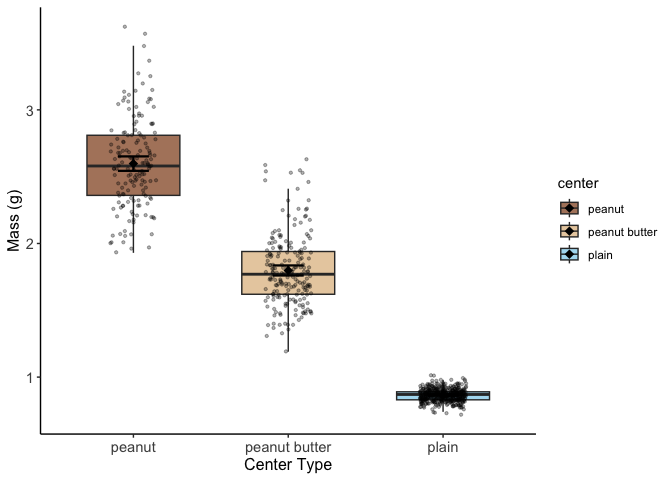 3
2
1
Mass (g)
peanut
peanut butter
plain
Center Type
center
peanut
peanut butter
plain